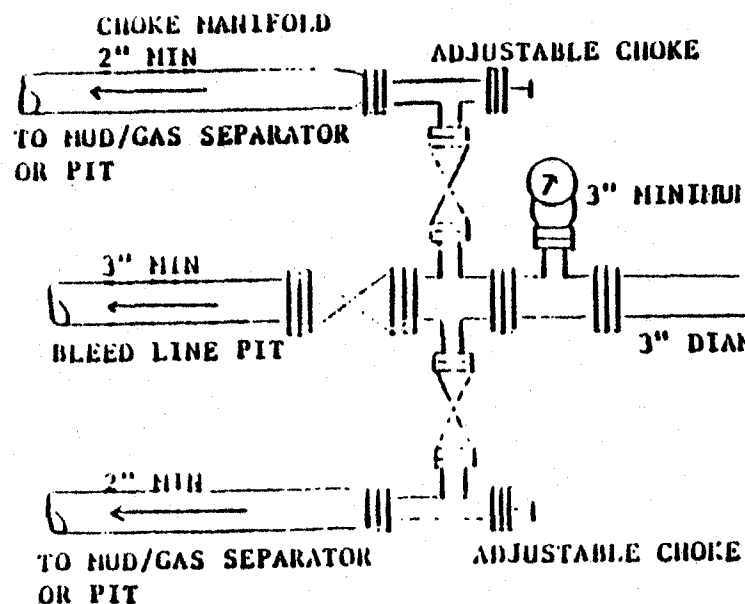 CHOKE MANIFOLD
2" MIN
ADJUSTABLE CHOKE
TO MUD/GAS SEPARATOR
OR PIT
3" MINIMUM
3" MIN
BLEED LINE PIT
3" DIAM
2" MIN
TO MUD/GAS SEPARATOR
OR PIT
ADJUSTABLE CHOKE